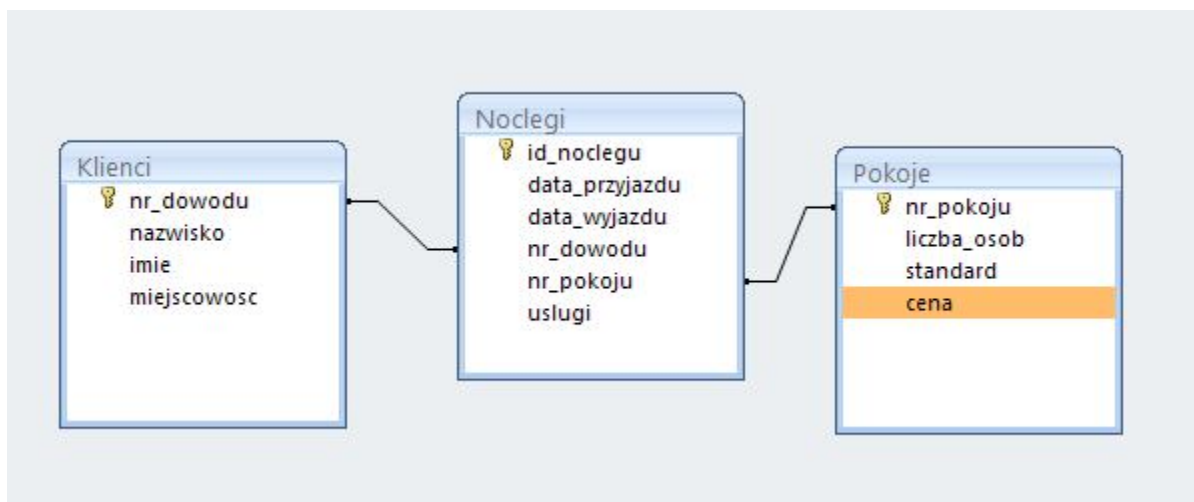 Klienci
nr_dowodu
nazwisko
imie
miejscowosc
Noclegi
id_noclegu
data_przyjazdu
data_wyjazdu
nr_dowodu
nr_pokoju
uslugi
Pokoje
nr_pokoju
liczba_osob
standard
cena